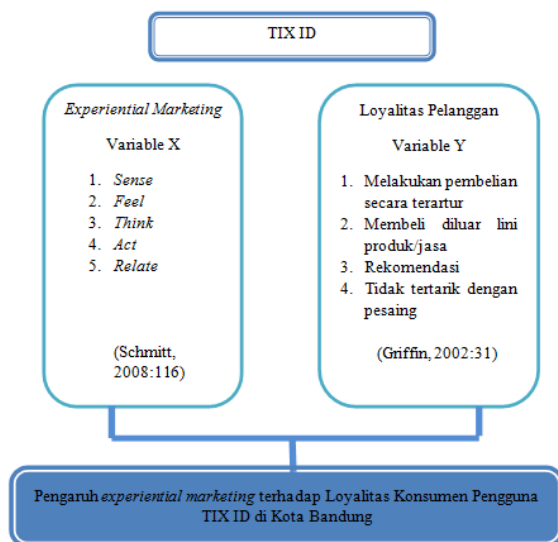 TIX ID
Experiential Marketing
Variable X
1. Sense
2. Feel
3. Think
4. Act
5. Relate
(Schmitt,
2008:116)
Loyalitas Pelanggan
Variable Y
1. Melakukan pembelian
secara terartur
2. Membeli diluar lini
produk/jasa
3. Rekomendasi
4. Tidak tertarik dengan
pesaing
(Griffin, 2002:31)
Pengaruh experiential marketing terhadap Loyalitas Konsumen Pengguna
TIX ID di Kota Bandung